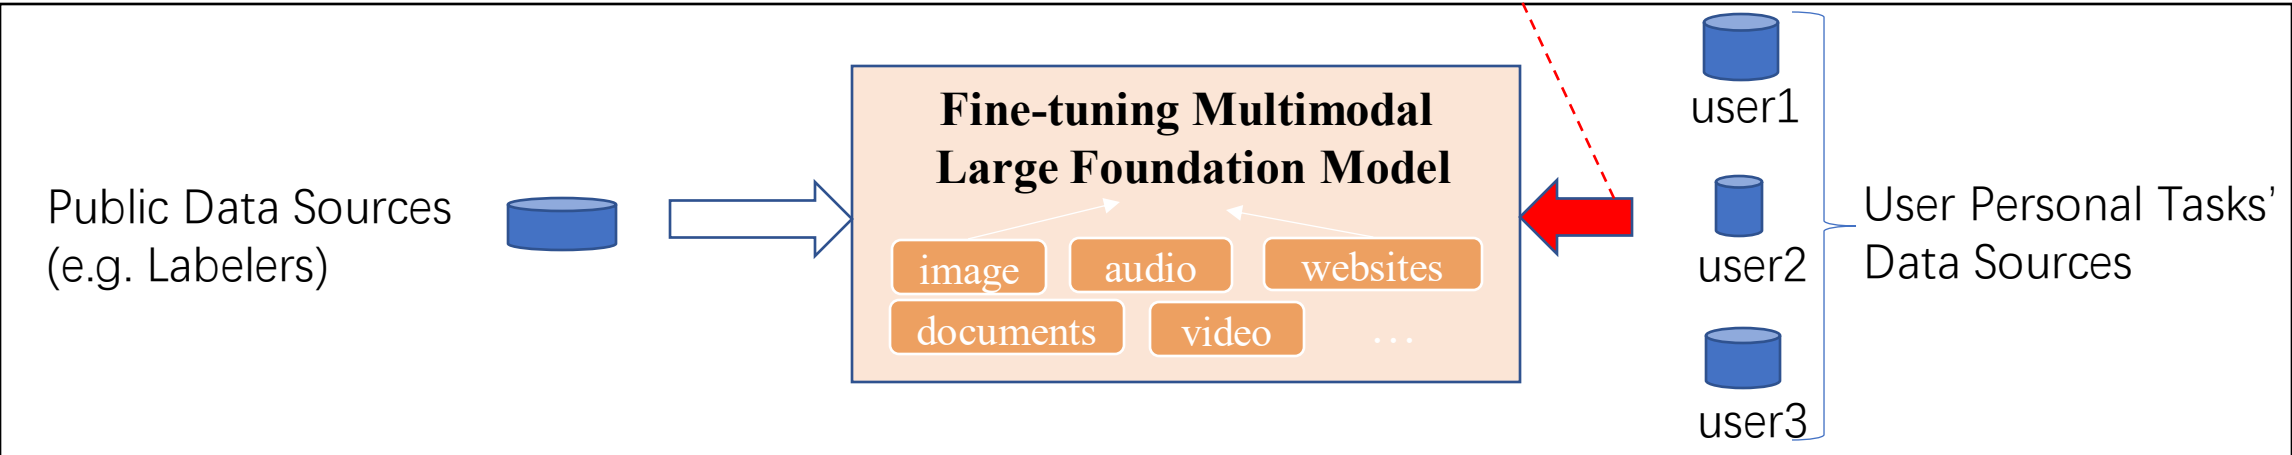 Public Data Sources
(e.g. Labelers)
Fine-tuning Multimodal
Large Foundation Model
image audio websites
documents video ...
user1
user2
user3
User Personal Tasks’
Data Sources